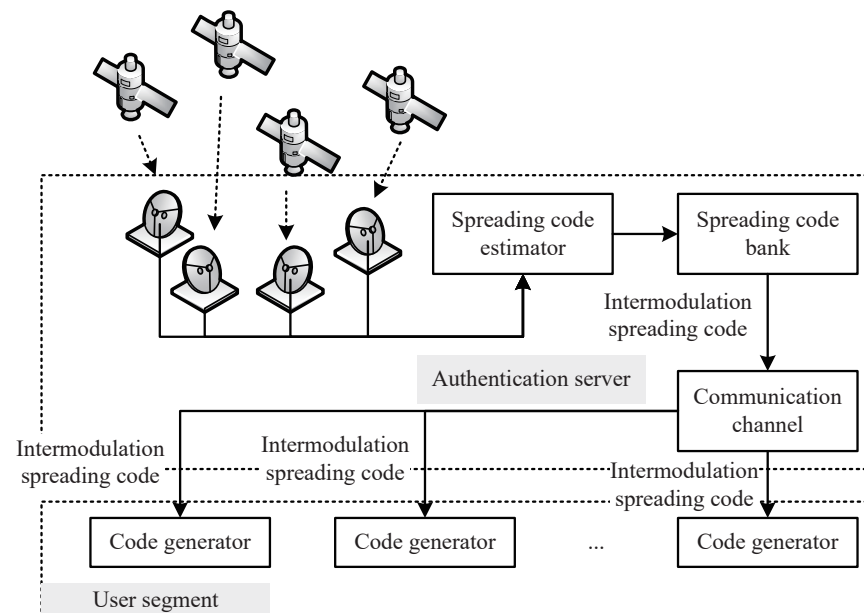 Spreading code
estimator
Spreading code
bank
Intermodulation
spreading code
Authentication server
Communication
channel
Intermodulation
spreading code
Intermodulation
spreading code
Intermodulation
spreading code
Code generator
Code generator
...
Code generator
User segment